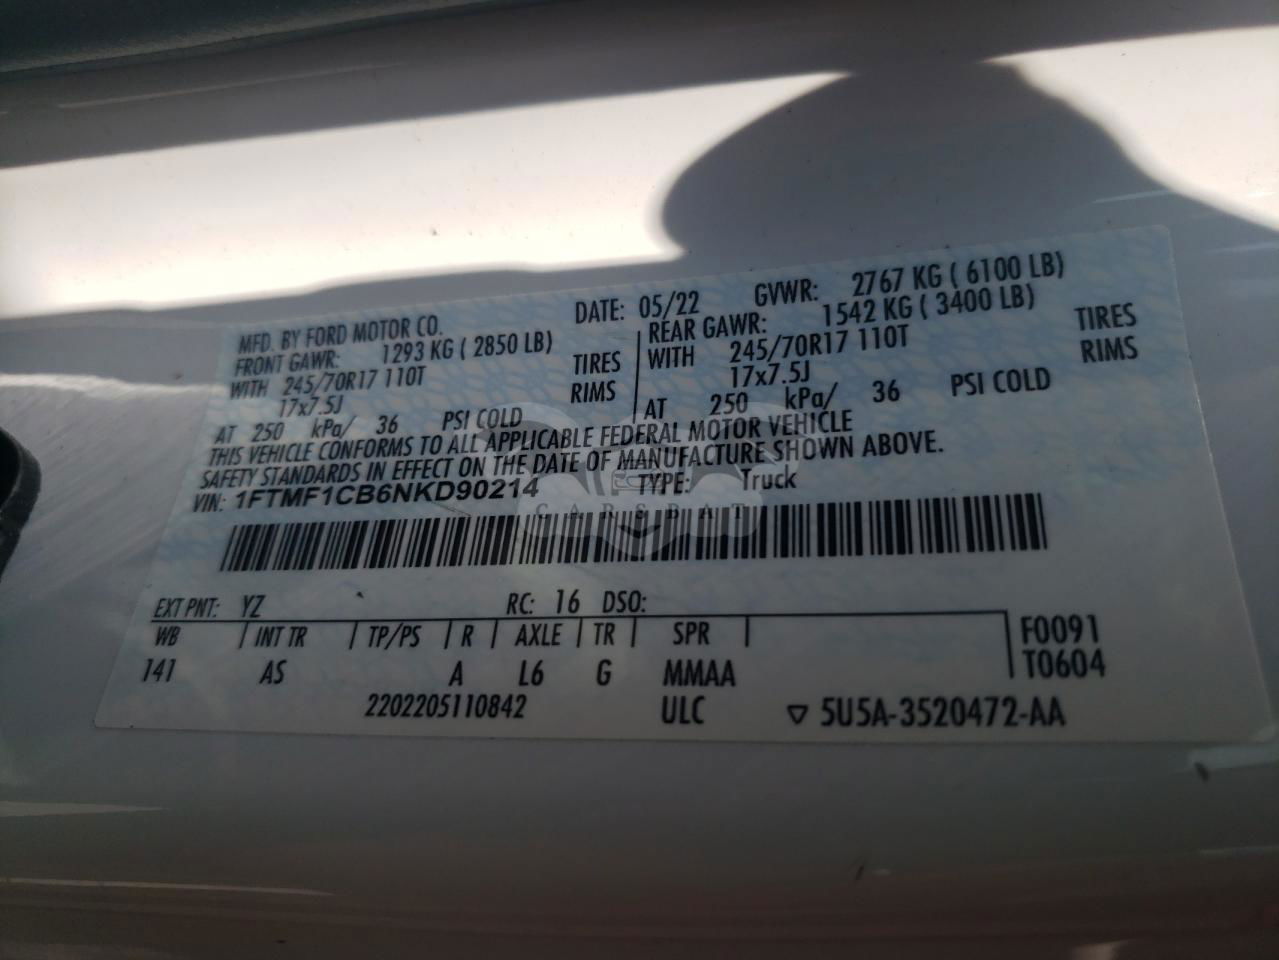 MFD. BY FORD MOTOR CO. DATE: 05/22 GVWR: 2767 KG ( 6100 LB)
FRONT GAWR: 1293 KG ( 2850 LB) REAR GAWR: 1542 KG ( 3400 LB)
WITH 245/70R17 110T TIRES WITH 245/70R17 110T TIRES
17x7.5J RIMS 17x7.5J RIMS
AT 250 kPa/ 36 PSI COLD AT 250 kPa/ 36 PSI COLD
THIS VEHICLE CONFORMS TO ALL APPLICABLE FEDERAL MOTOR VEHICLE
SAFETY STANDARDS IN EFFECT ON THE DATE OF MANUFACTURE SHOWN ABOVE.
VIN: 1FTMF1CB6NKD90214 TYPE: Truck
CARSBAT
EXT PNT: YZ RC: 16 DSO:
WB INT TR TP/PS R AXLE TR SPR F0091
141 AS A L6 G MMAA T0604
2202205110842 ULC ▽ 5U5A-3520472-AA